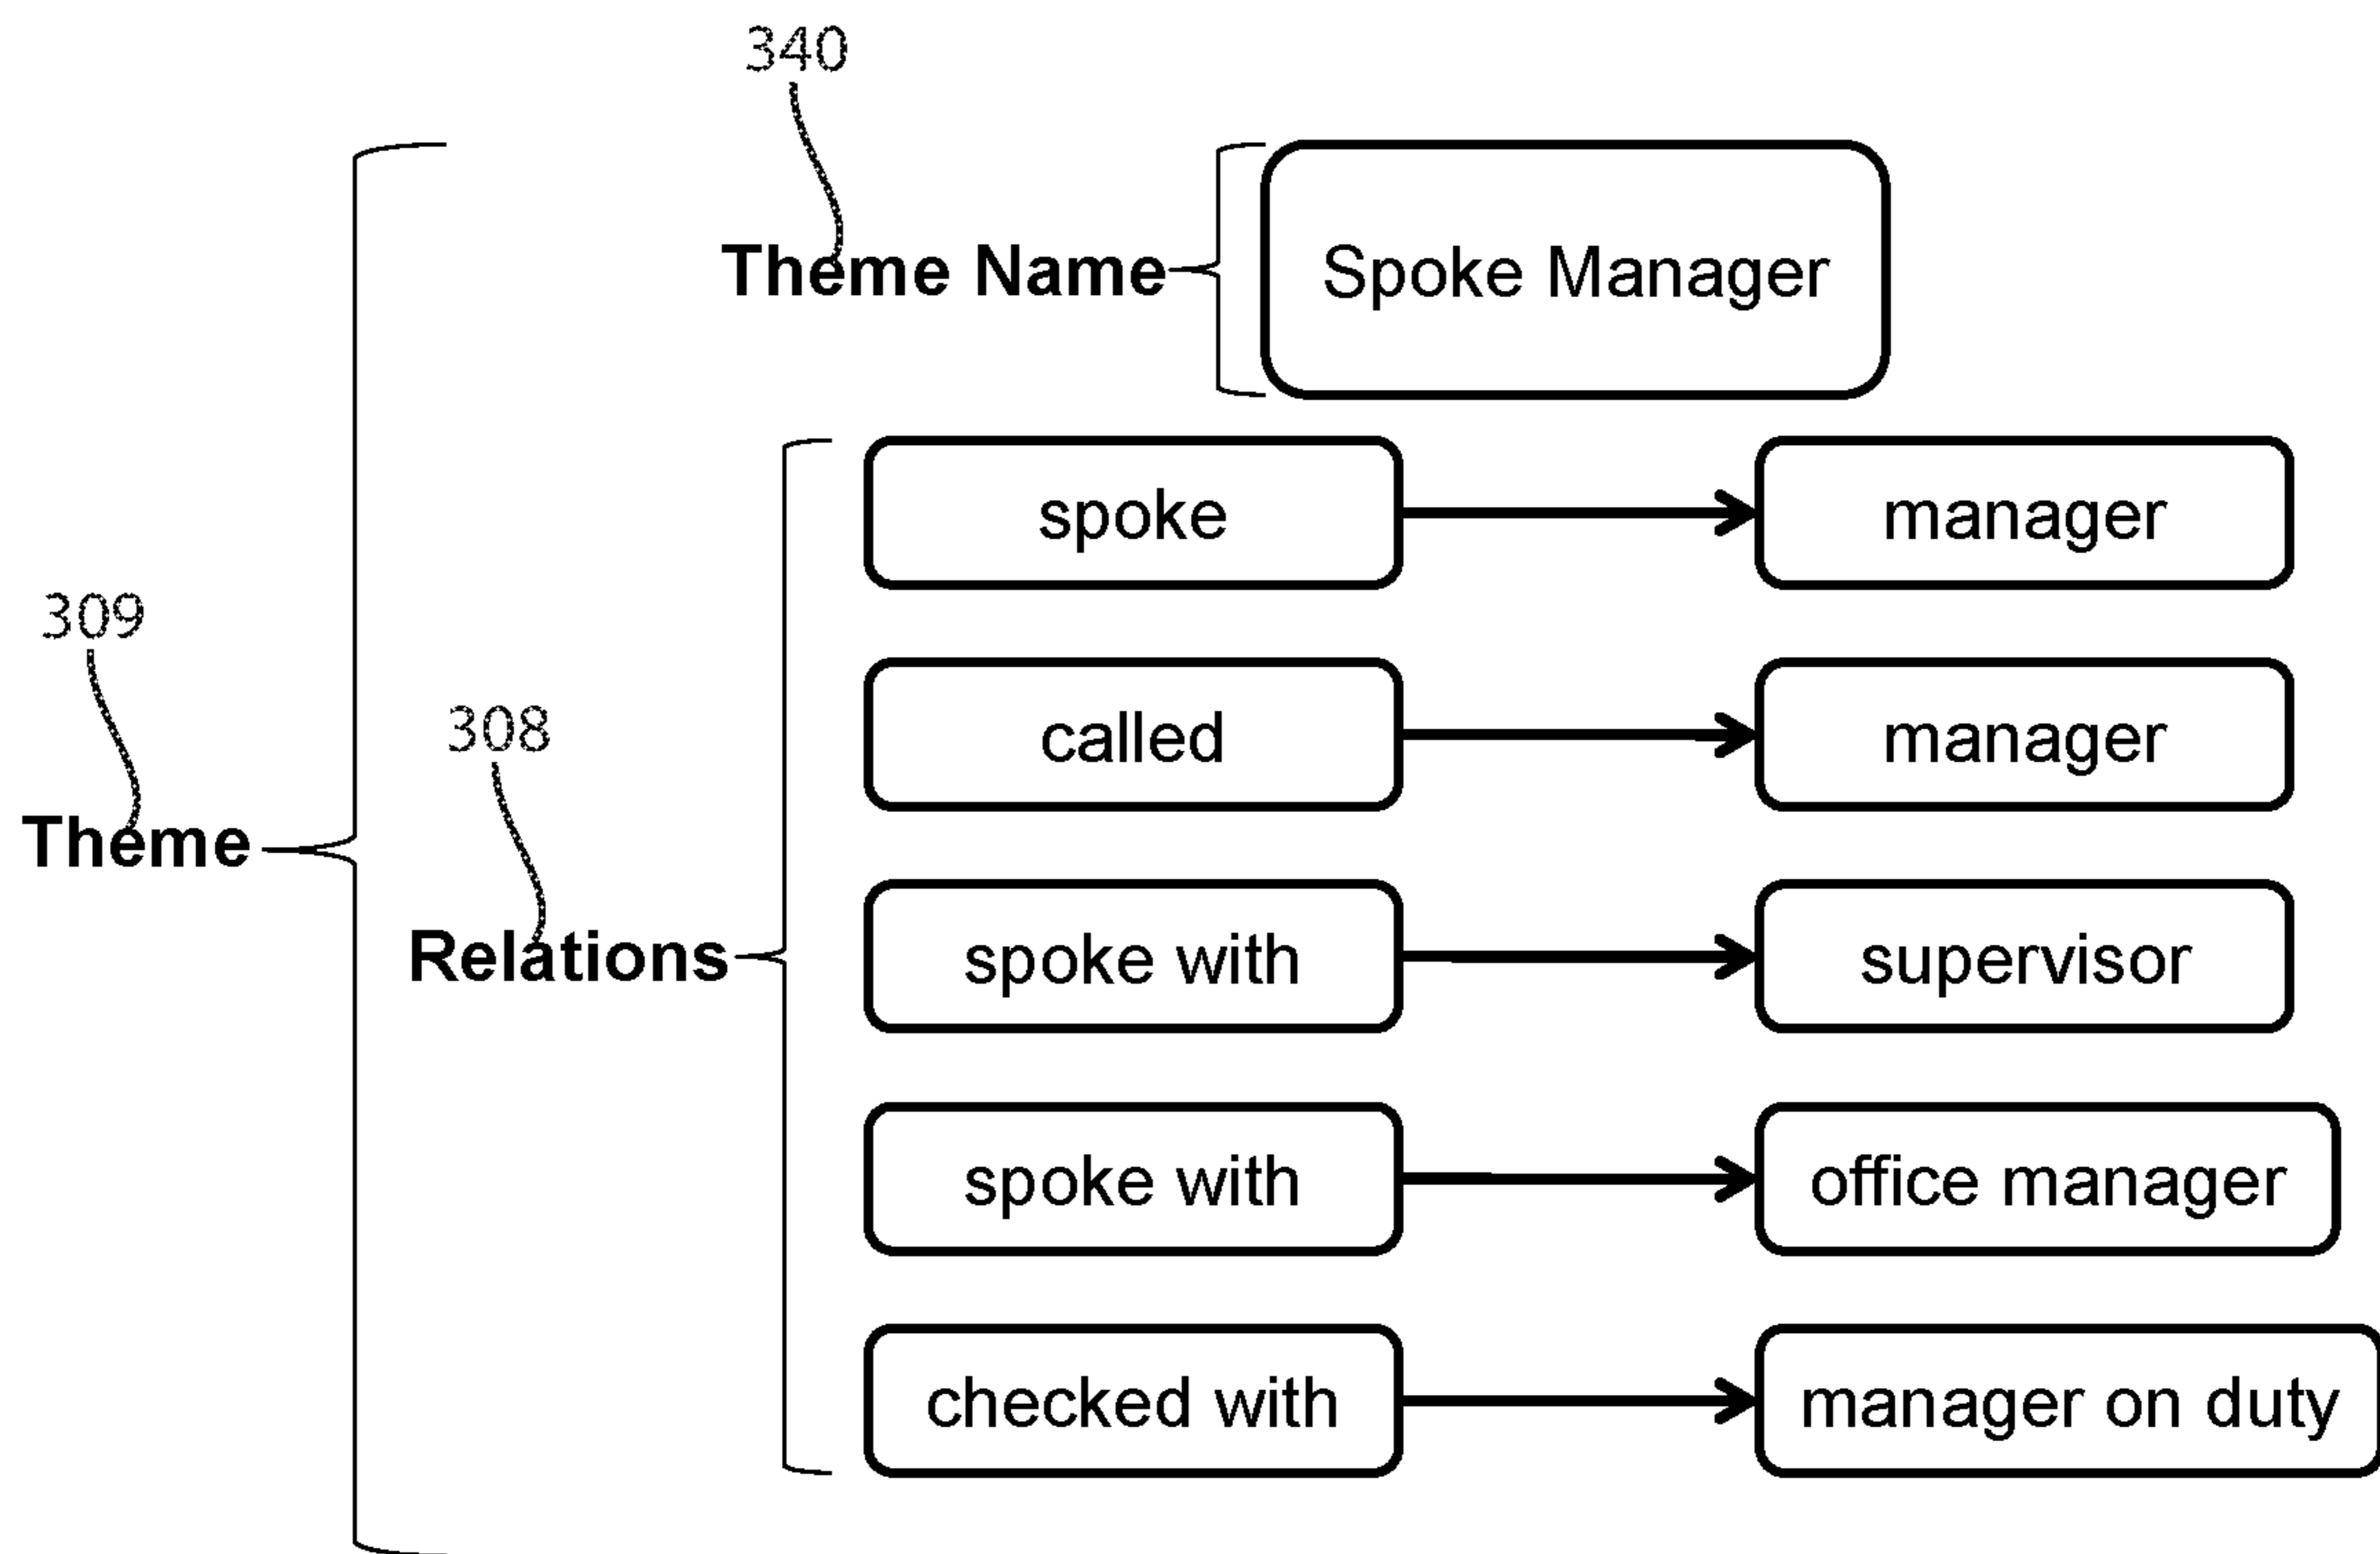 340
Theme Name
Spoke Manager
spoke
manager
309
called
manager
308
Theme
Relations
spoke with
supervisor
spoke with
office manager
checked with
manager on duty